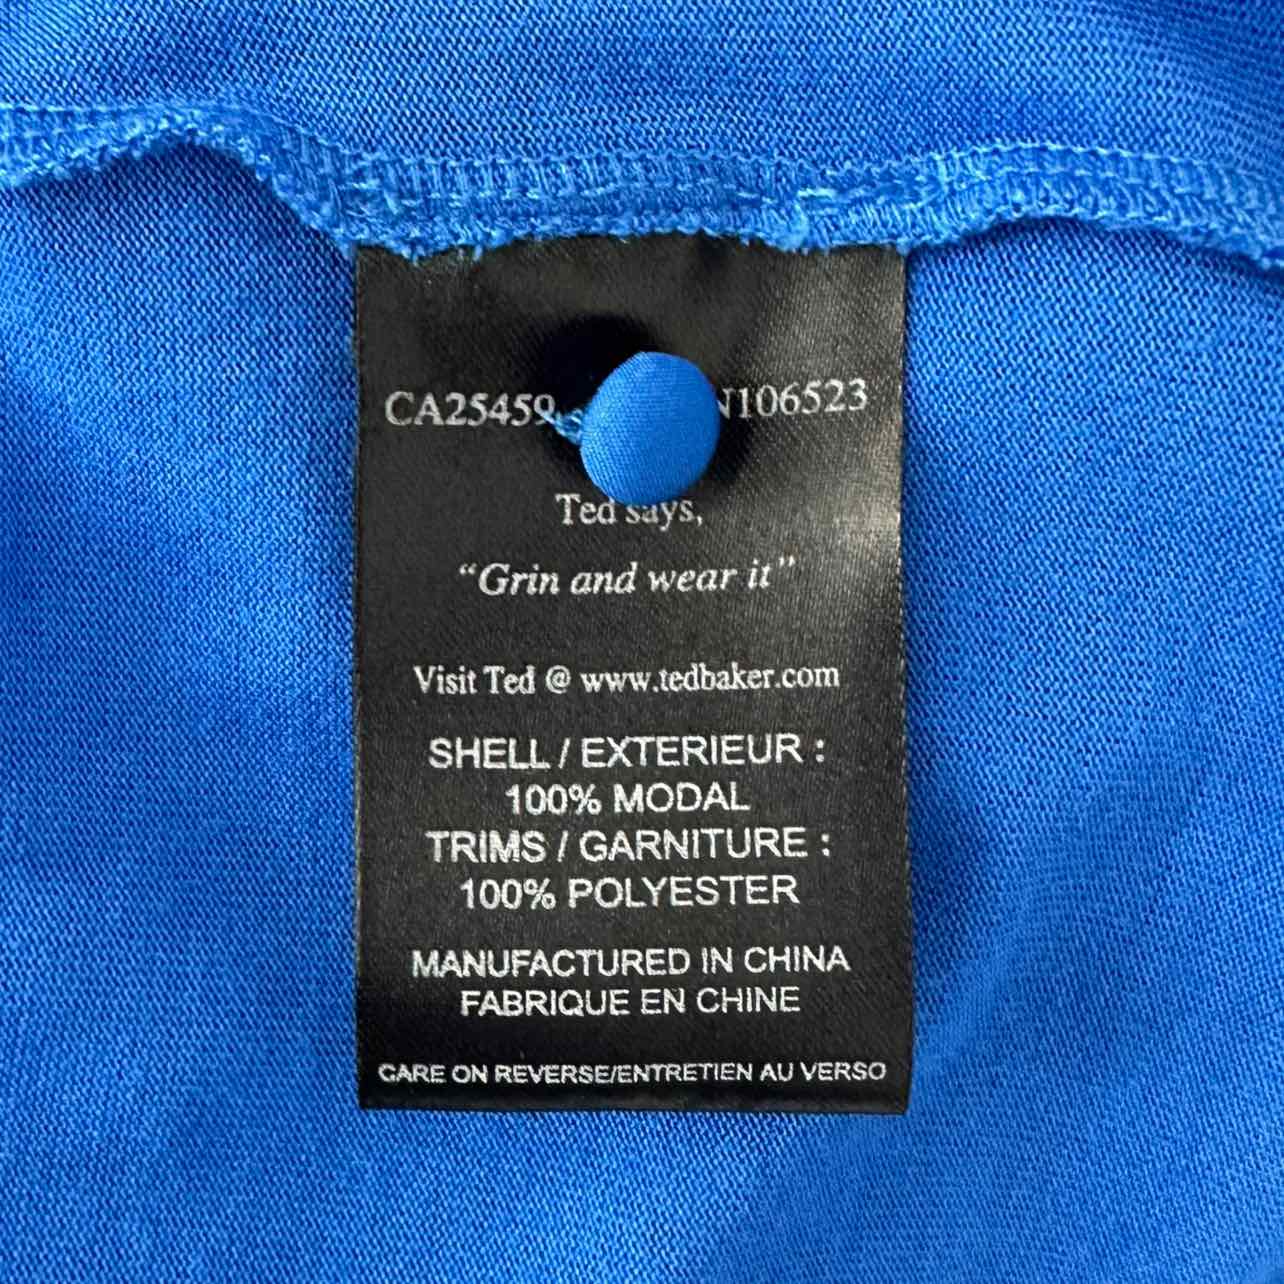 CA25459 N106523
Ted says,
“Grin and wear it”
Visit Ted @ www.tedbaker.com
SHELL / EXTERIEUR :
100% MODAL
TRIMS / GARNITURE :
100% POLYESTER
MANUFACTURED IN CHINA
FABRIQUE EN CHINE
CARE ON REVERSE/ENTRETIEN AU VERSO